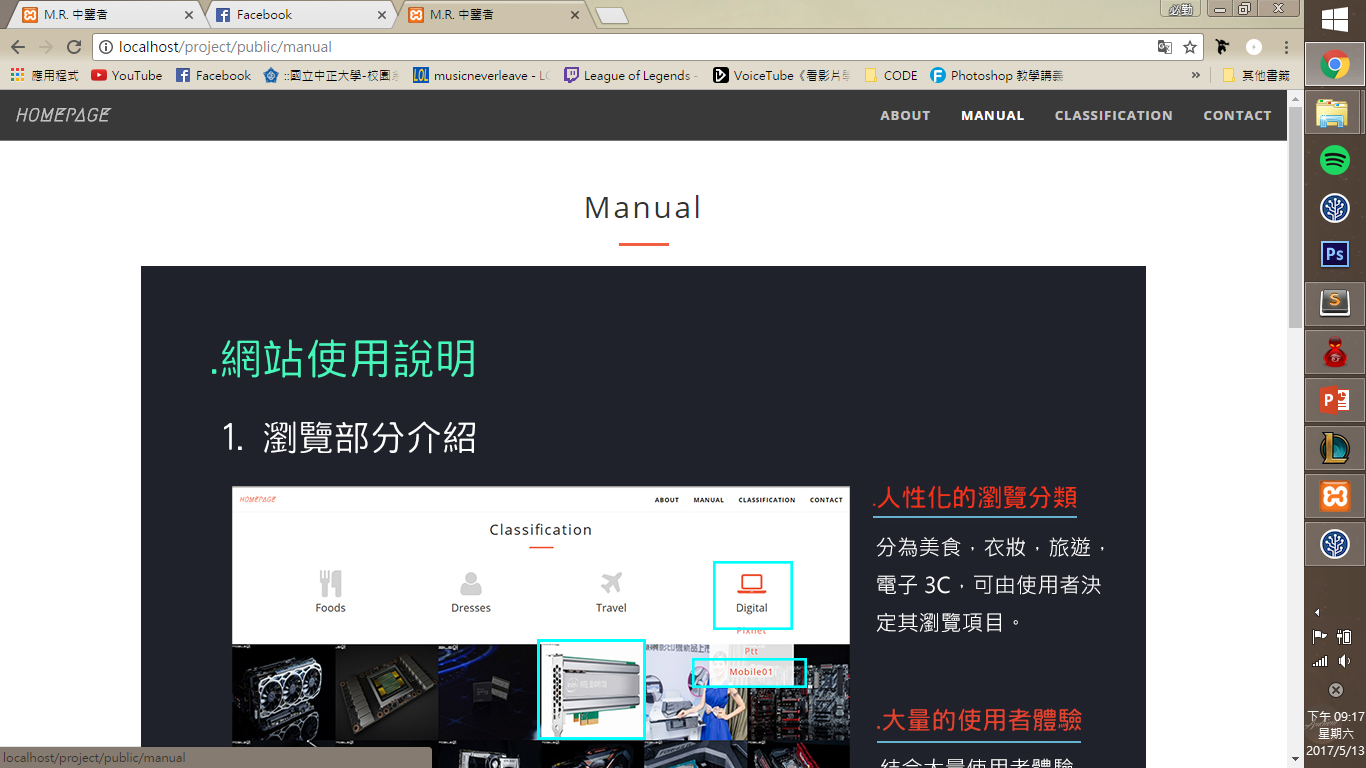 M.R. 中鑒香
Facebook
M.R. 中鑒香
必勤
localhost/project/public/manual
應用程式
YouTube
Facebook
::國立中正大學-校園
musicneverleave - LO
League of Legends -
VoiceTube《看影片學
CODE
Photoshop 教學講義
»
其他書籤
HOMEPAGE
ABOUT
MANUAL
CLASSIFICATION
CONTACT
Manual
.網站使用說明
1. 瀏覽部分介紹
HOMEPAGE
ABOUT
MANUAL
CLASSIFICATION
CONTACT
Classification
Foods
Dresses
Travel
Digital
Pixnet
Ptt
Mobile01
.人性化的瀏覽分類
分為美食，衣妝，旅遊，
電子 3C，可由使用者決
定其瀏覽項目。
.大量的使用者體驗
結合大量使用者體驗
localhost/project/public/manual
Ps
S
P
下午 09:17
星期六
2017/5/13